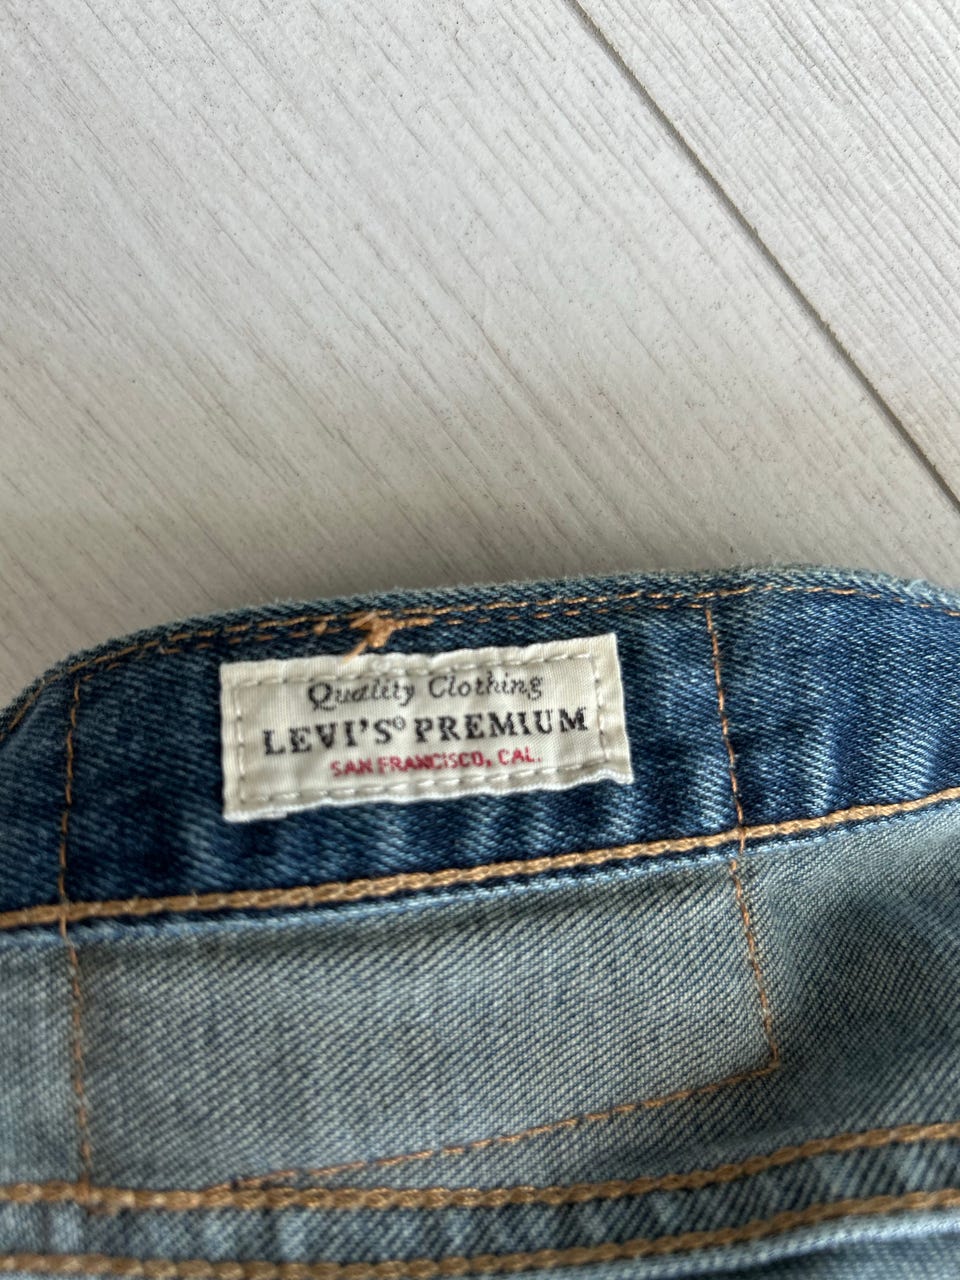 Quality Clothing
LEVI'S® PREMIUM
SAN FRANCISCO, CAL.